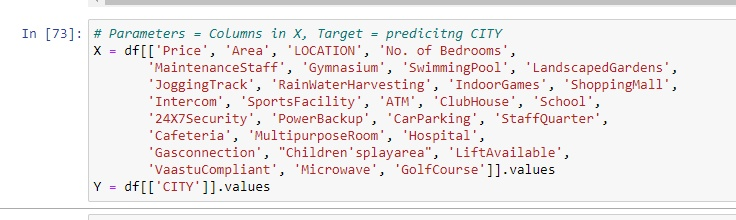 In [73]: # Parameters = Columns in X, Target = predicitng CITY
X = df[['Price', 'Area', 'LOCATION', 'No. of Bedrooms',
'MaintenanceStaff', 'Gymnasium', 'SwimmingPool', 'LandscapedGardens',
'JoggingTrack', 'RainWaterHarvesting', 'IndoorGames', 'ShoppingMall',
'Intercom', 'SportsFacility', 'ATM', 'ClubHouse', 'School',
'24X7Security', 'PowerBackup', 'CarParking', 'StaffQuarter',
'Cafeteria', 'MultipurposeRoom', 'Hospital',
'Gasconnection', "Children'splayarea", 'LiftAvailable',
'VaastuCompliant', 'Microwave', 'GolfCourse']].values
Y = df[['CITY']].values